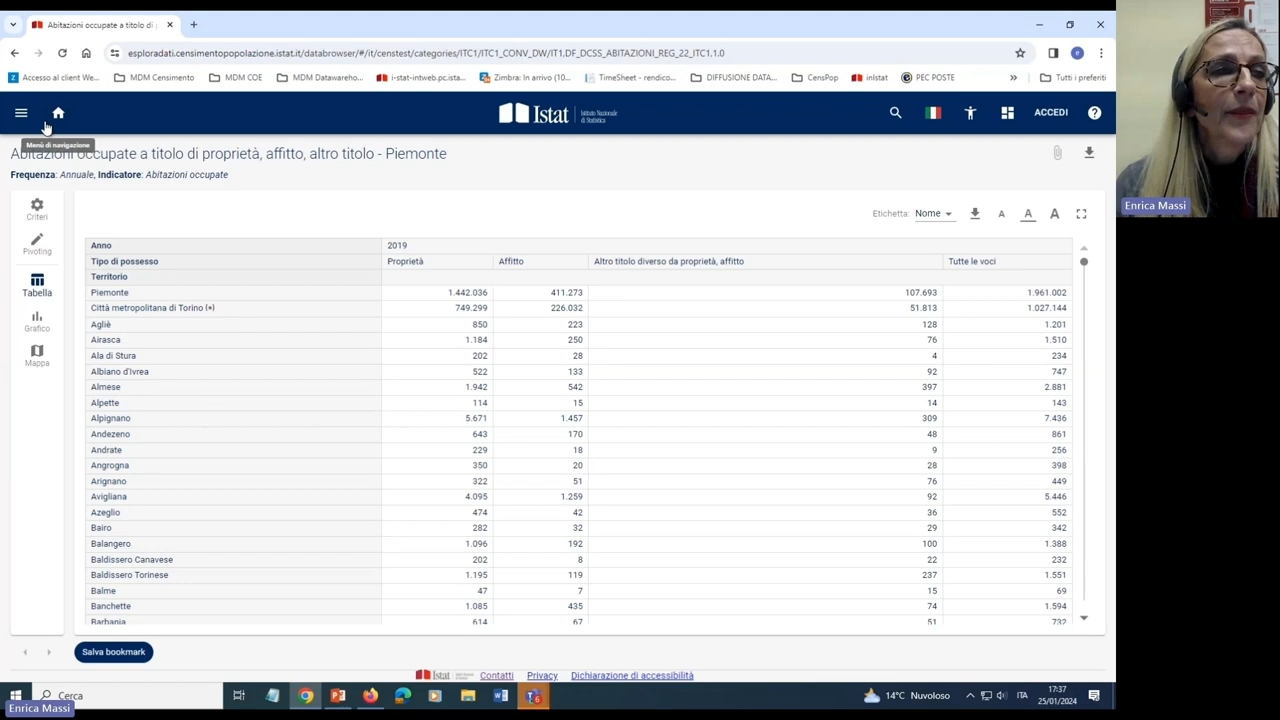 Abitazioni occupate a titolo di p
esploradati.censimentopopolazione.istat.it/databrowser/#/it/censtest/categories/ITC1/ITC1_CONV_DW/IT1,DF_DCSS_ABITAZIONI_REG_22_ITC1,1.0
Accesso al client We... MDM Censimento MDM COE MDM Datawareho... i-stat-intweb.pc.ista... Zimbra: In arrivo (10... TimeSheet - rendico... DIFFUSIONE DATA... CensPop inIstat PEC POSTE » Tutti i preferiti
Istat Istituto Nazionale di Statistica ACCEDI
Menù di navigazione
Abitazioni occupate a titolo di proprietà, affitto, altro titolo - Piemonte
Frequenza: Annuale, Indicatore: Abitazioni occupate
Enrica Massi
Criteri
Pivoting
Tabella
Grafico
Mappa
Etichetta: Nome A A A
Anno 2019
Tipo di possesso Proprietà Affitto Altro titolo diverso da proprietà, affitto Tutte le voci
Territorio
Piemonte 1.442.036 411.273 107.693 1.961.002
Città metropolitana di Torino (*) 749.299 226.032 51.813 1.027.144
Agliè 850 223 128 1.201
Airasca 1.184 250 76 1.510
Ala di Stura 202 28 4 234
Albiano d'Ivrea 522 133 92 747
Almese 1.942 542 397 2.881
Alpette 114 15 14 143
Alpignano 5.671 1.457 309 7.436
Andezeno 643 170 48 861
Andrate 229 18 9 256
Angrogna 350 20 28 398
Arignano 322 51 76 449
Avigliana 4.095 1.259 92 5.446
Azeglio 474 42 36 552
Bairo 282 32 29 342
Balangero 1.096 192 100 1.388
Baldissero Canavese 202 8 22 232
Baldissero Torinese 1.195 119 237 1.551
Balme 47 7 15 69
Banchette 1.085 435 74 1.594
Barbania 614 67 51 732
Salva bookmark
Istat Contatti Privacy Dichiarazione di accessibilità
Cerca 14°C Nuvoloso ITA 17:37
25/01/2024
Enrica Massi